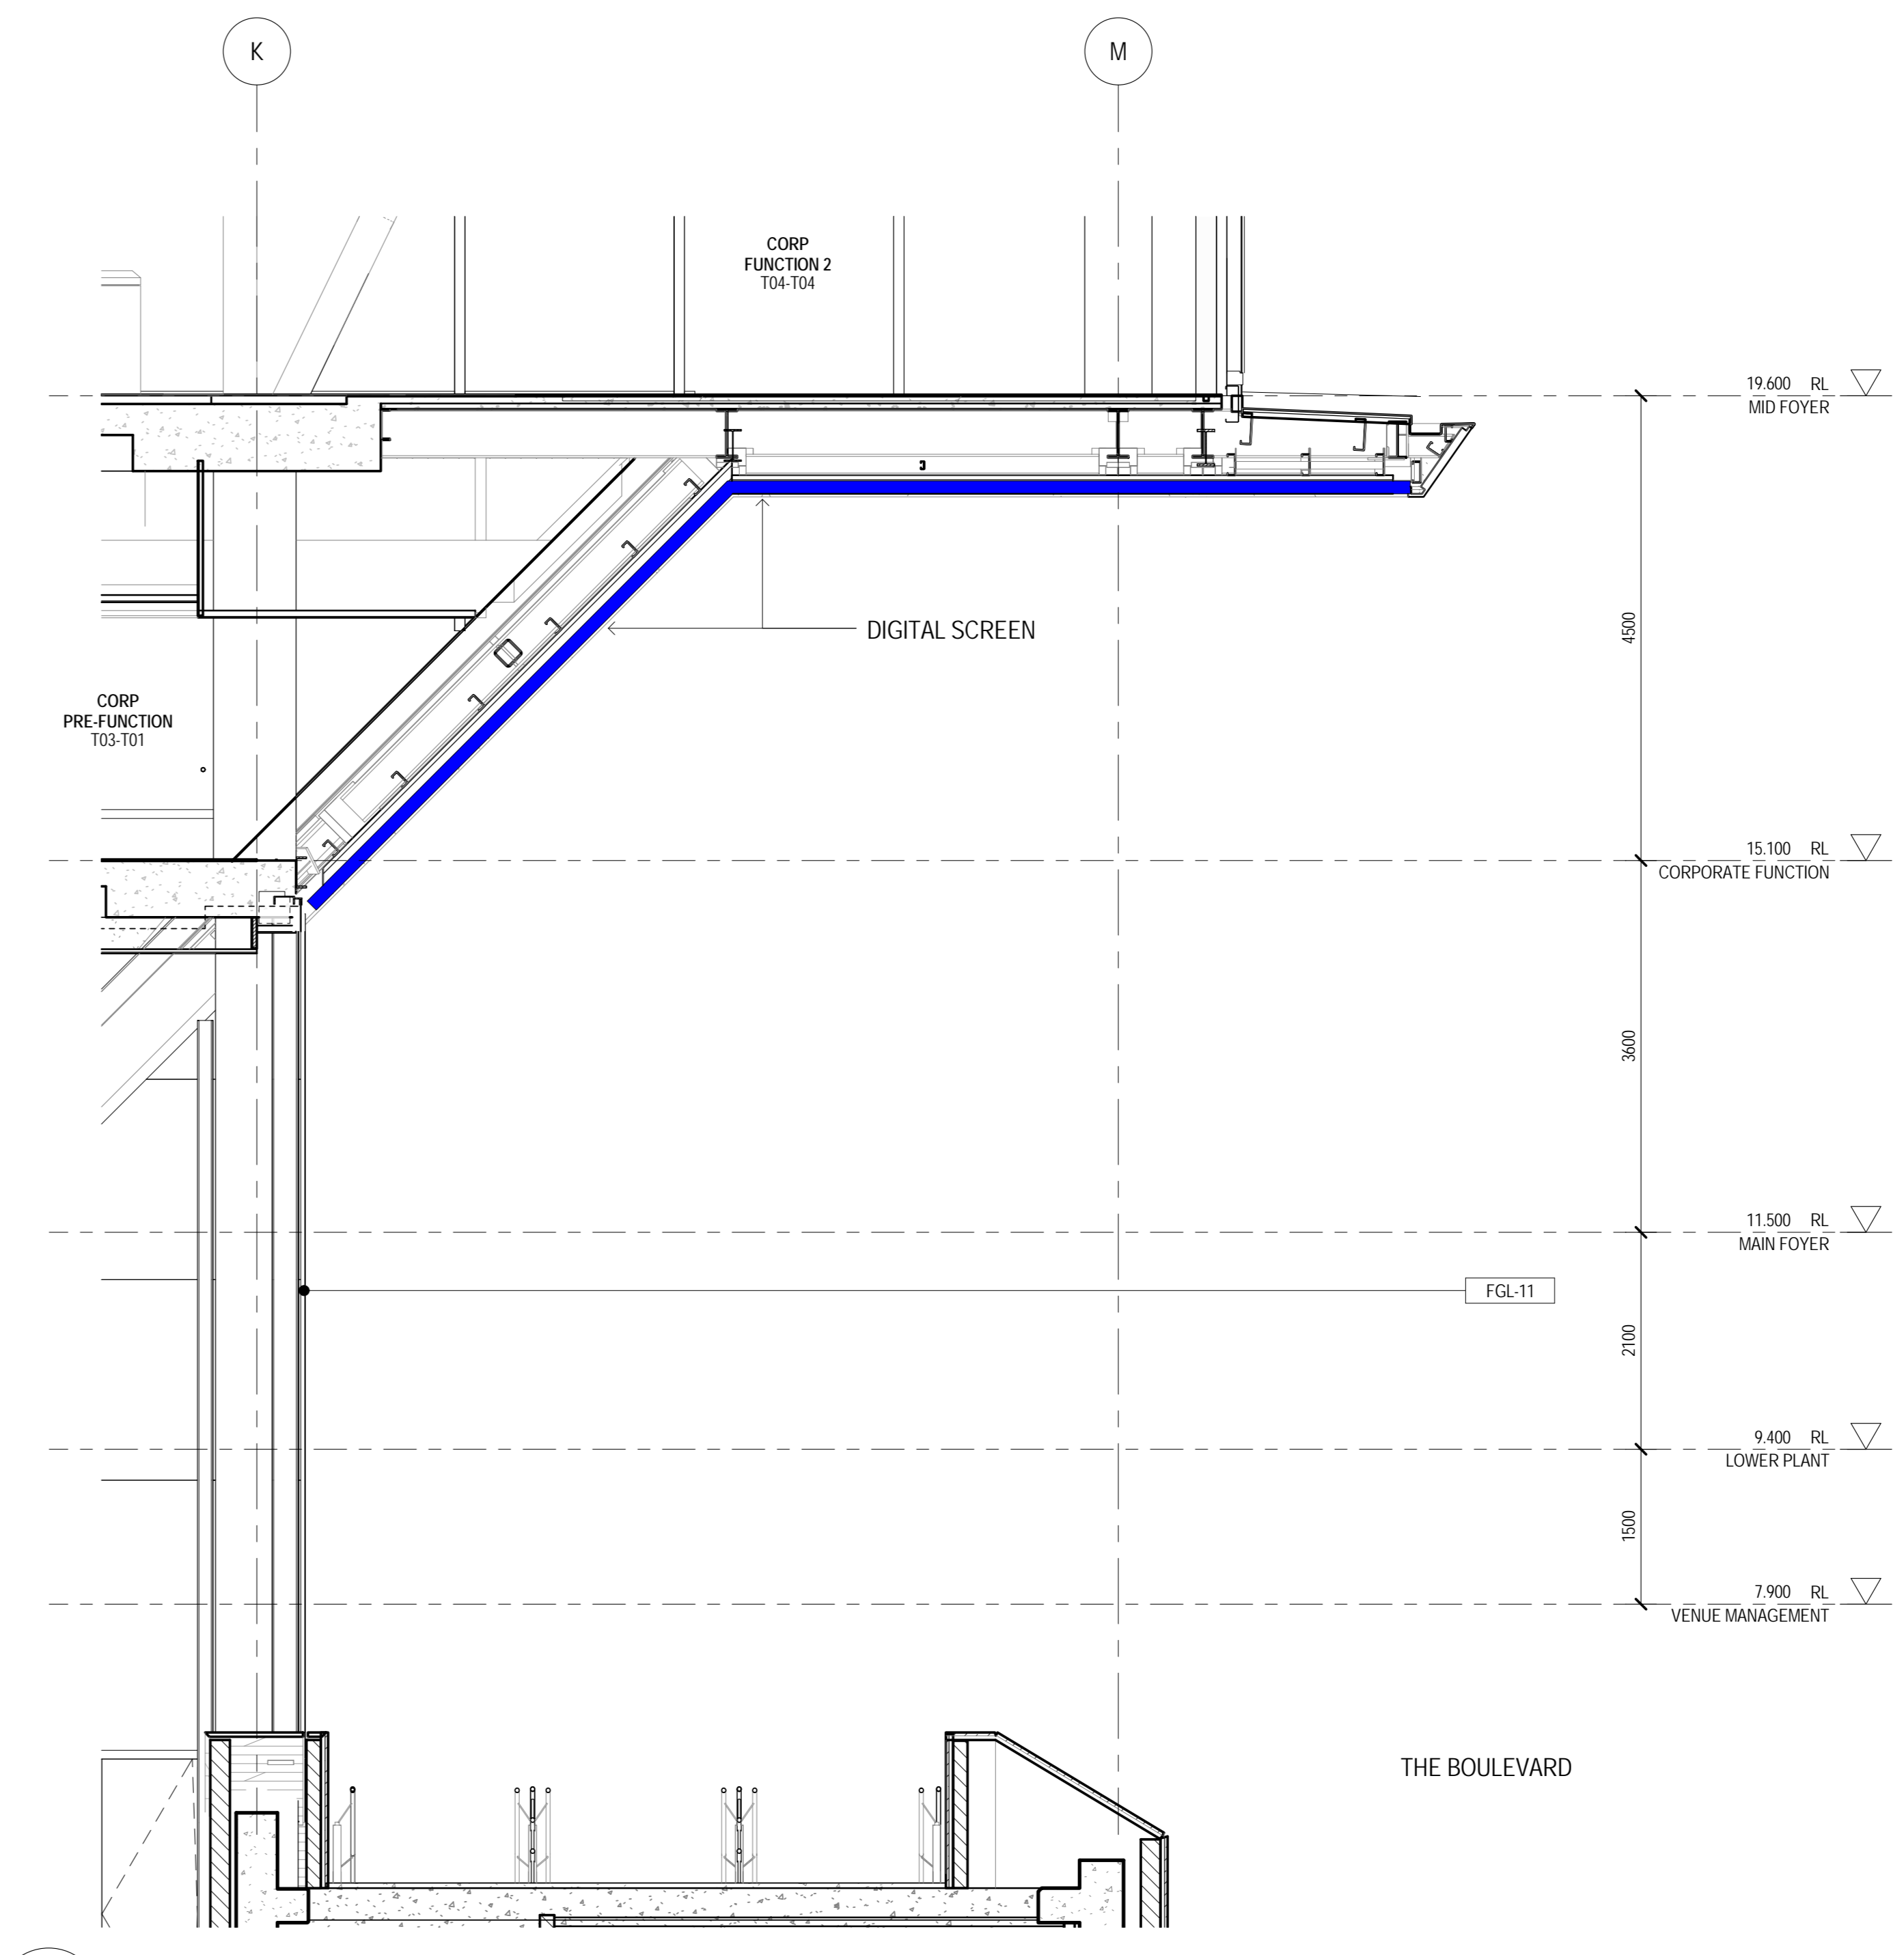 K
M
CORP
FUNCTION 2
T04-T04
19.600 RL
MID FOYER
4500
DIGITAL SCREEN
CORP
PRE-FUNCTION
T03-T01
15.100 RL
CORPORATE FUNCTION
3600
11.500 RL
MAIN FOYER
FGL-11
2100
9.400 RL
LOWER PLANT
1500
7.900 RL
VENUE MANAGEMENT
THE BOULEVARD